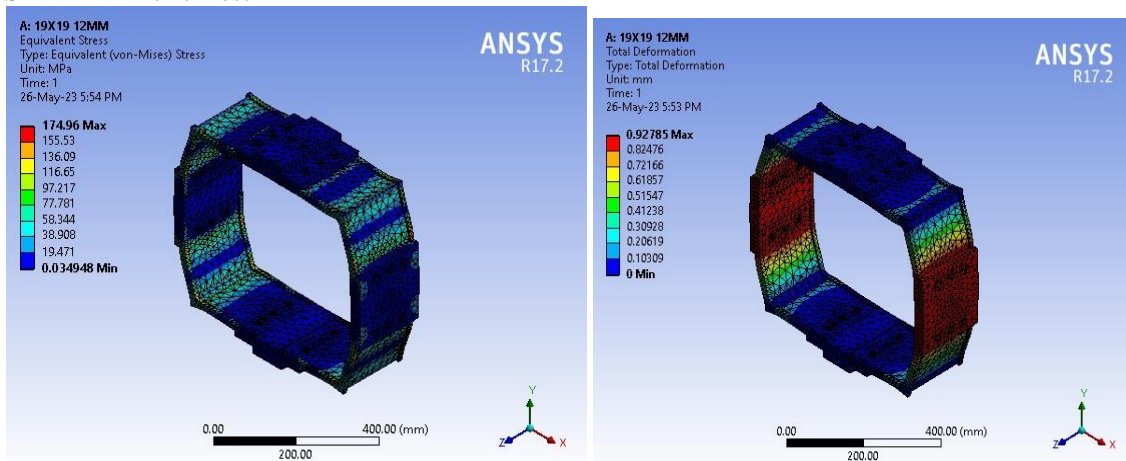 A: 19X19 12MM
Equivalent Stress
Type: Equivalent (von-Mises) Stress
Unit: MPa
Time: 1
26-May-23 5:54 PM
174.96 Max
155.53
136.09
116.65
97.217
77.781
58.344
38.908
19.471
0.034948 Min
ANSYS
R17.2
0.00
400.00 (mm)
200.00
Y
Z
X
A: 19X19 12MM
Total Deformation
Type: Total Deformation
Unit: mm
Time: 1
26-May-23 5:53 PM
0.92785 Max
0.82476
0.72166
0.61857
0.51547
0.41238
0.30928
0.20619
0.10309
0 Min
ANSYS
R17.2
0.00
400.00 (mm)
200.00
Y
Z
X